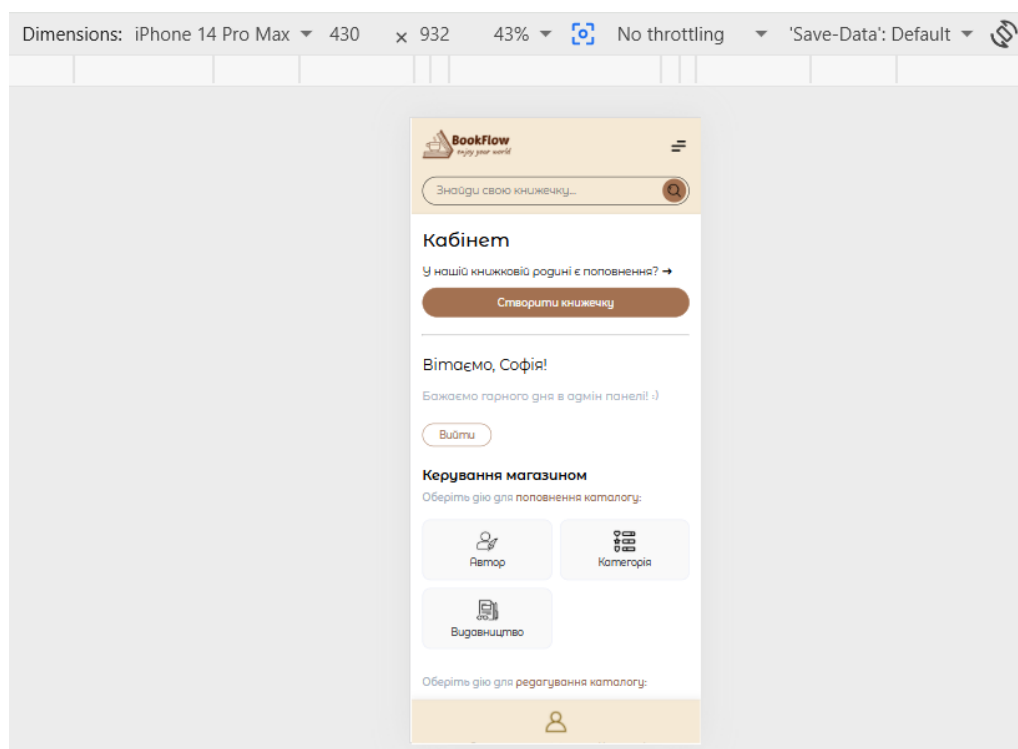 Dimensions: iPhone 14 Pro Max 430 × 932 43% No throttling 'Save-Data': Default
BookFlow
enjoy your world
Знайди свою книжечку...
Кабінет
У нашій книжковій родині є поповнення? →
Створити книжечку
Вітаємо, Софія!
Бажаємо гарного дня в адмін панелі! :)
Вийти
Керування магазином
Оберіть дію для поповнення каталогу:
Автор Категорія
Видавництво
Оберіть дію для редагування каталогу: